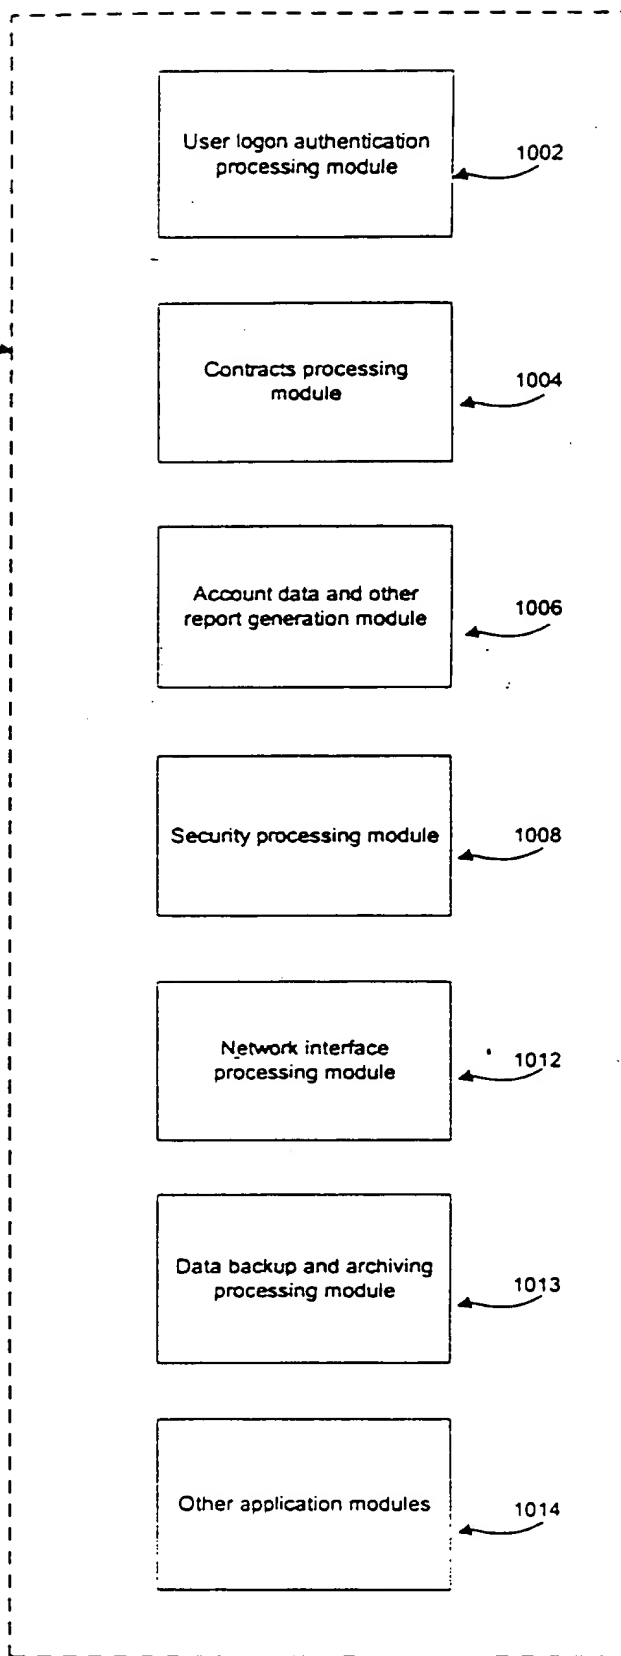 User logon authentication
processing module
1002
Contracts processing
module
1004
Account data and other
report generation module
1006
Security processing module
1008
Network interface
processing module
1012
Data backup and archiving
processing module
1013
Other application modules
1014